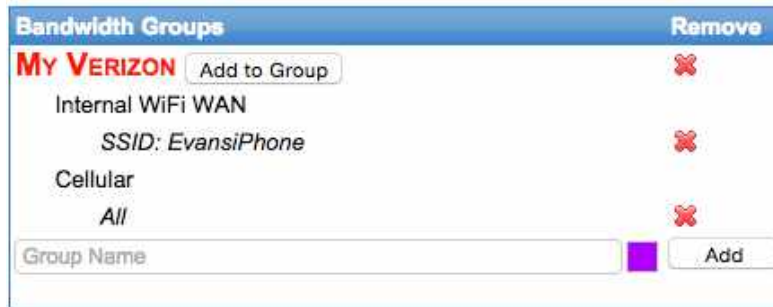 Bandwidth Groups Remove
MY VERIZON Add to Group
Internal WiFi WAN
SSID: EvansiPhone
Cellular
All
Group Name Add